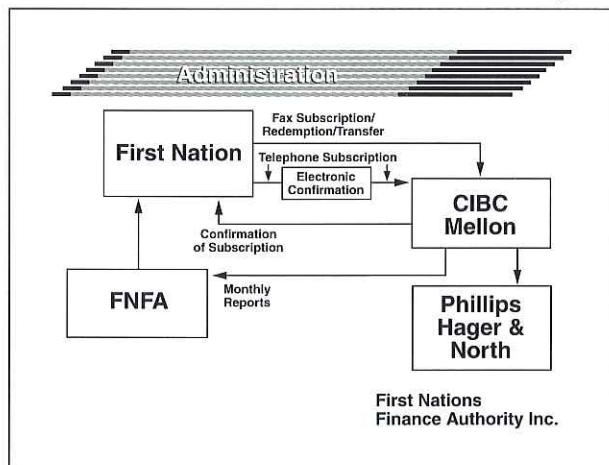 Administration
Fax Subscription/
Redemption/Transfer
First Nation
Telephone Subscription
Electronic
Confirmation
CIBC
Mellon
Confirmation
of Subscription
FNFA
Monthly
Reports
Phillips
Hager &
North
First Nations
Finance Authority Inc.